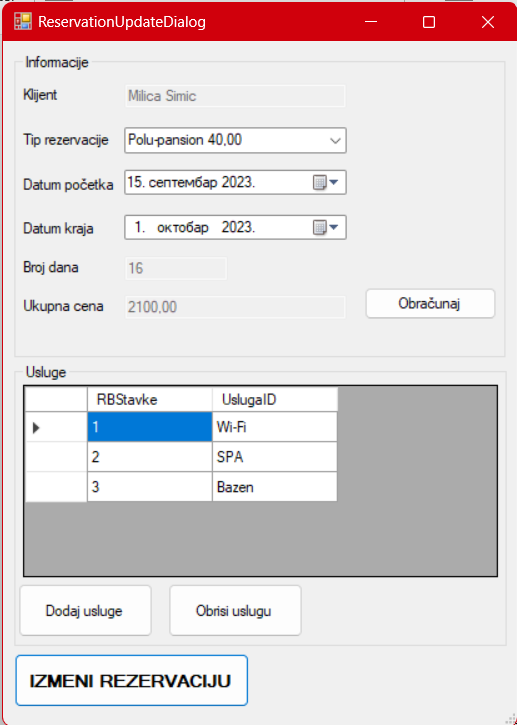 ReservationUpdateDialog
Informacije
Klijent Milica Simic
Tip rezervacije Polu-pansion 40,00
Datum početka 15. септембар 2023.
Datum kraja 1. октобар 2023.
Broj dana 16
Ukupna cena 2100,00 Obračunaj
Usluge
RBStavke UslugaID
1 Wi-Fi
2 SPA
3 Bazen
Dodaj usluge Obrisi uslugu
IZMENI REZERVACIJU